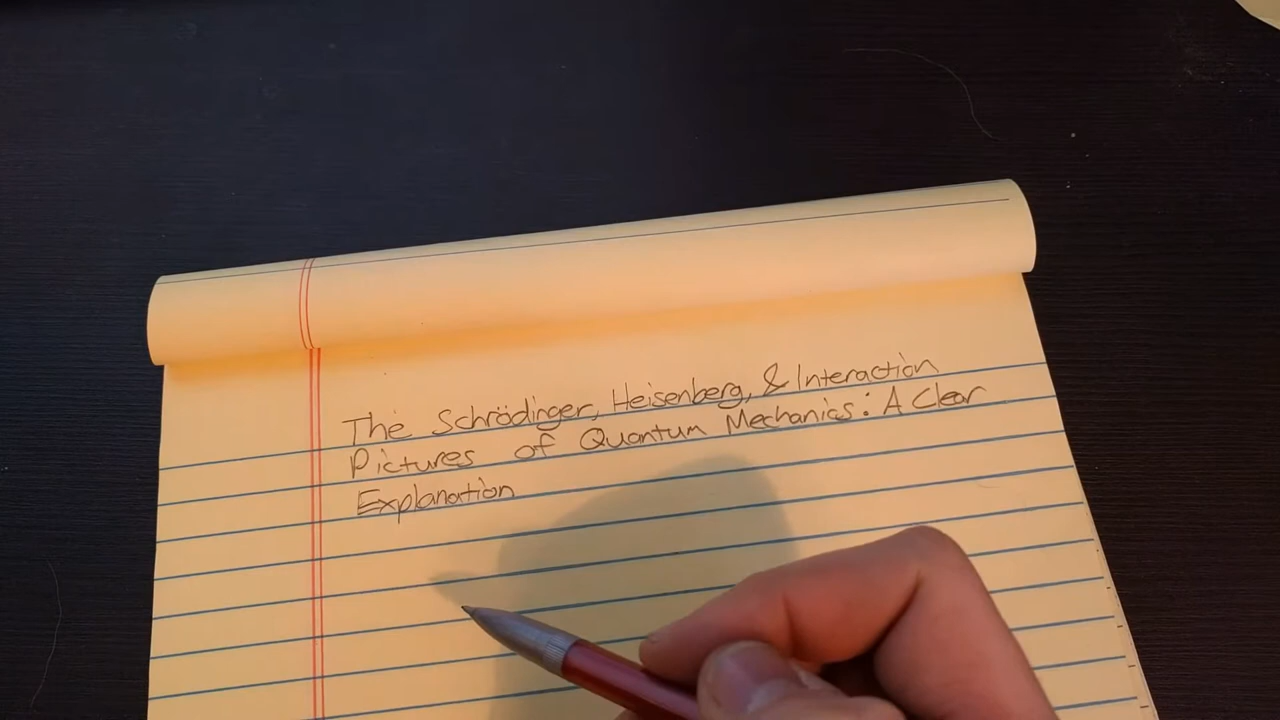 The Schrödinger, Heisenberg, & Interaction
Pictures of Quantum Mechanics: A Clear
Explanation